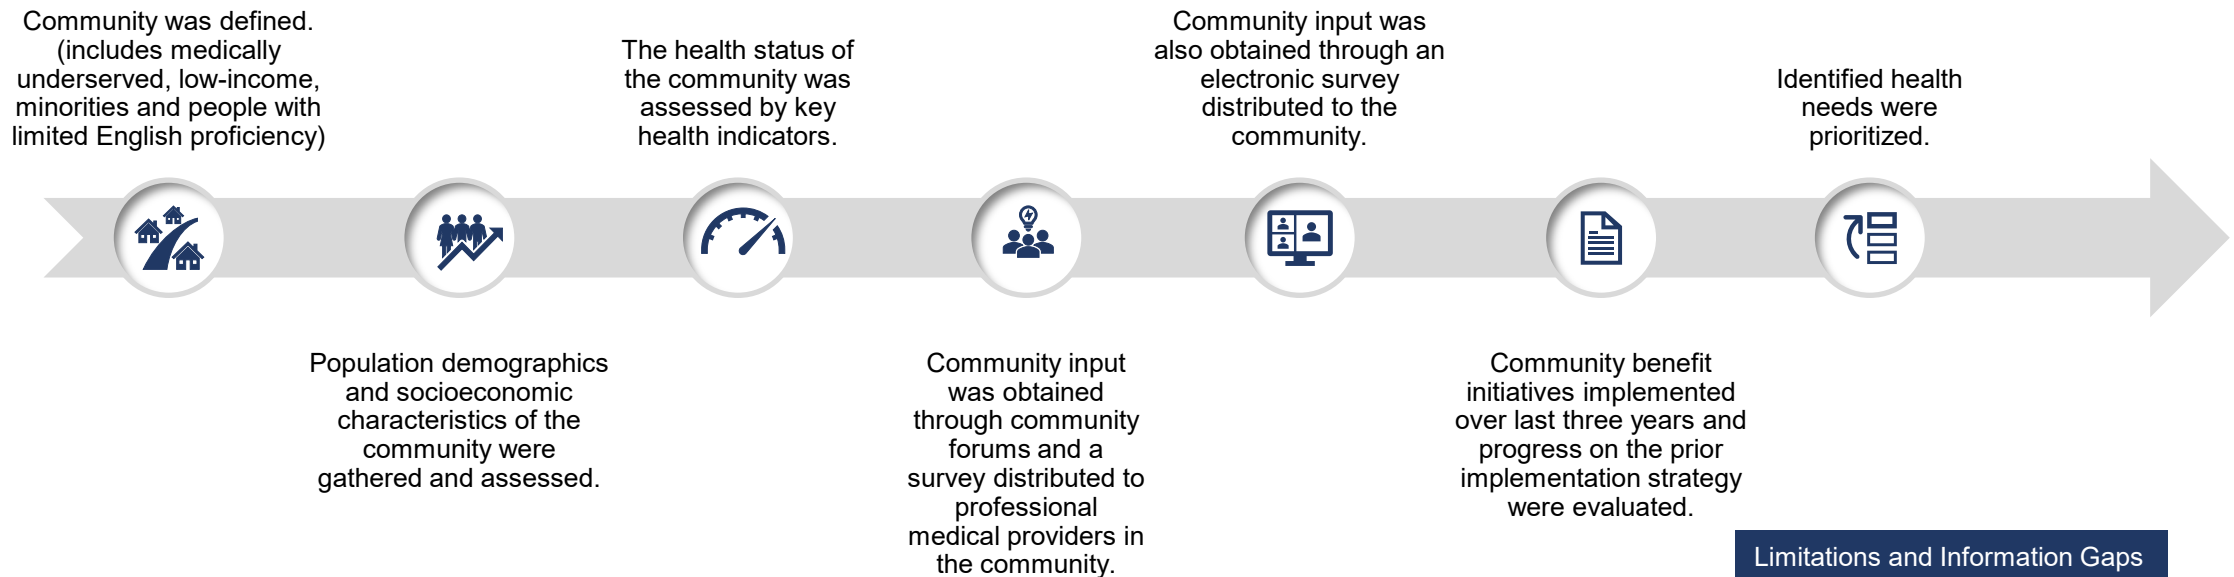 Community was defined.
(includes medically
underserved, low-income,
minorities and people with
limited English proficiency)
Population demographics
and socioeconomic
characteristics of the
community were
gathered and assessed.
The health status of
the community was
assessed by key
health indicators.
Community input
was obtained
through community
forums and a
survey distributed to
professional
medical providers in
the community.
Community input was
also obtained through an
electronic survey
distributed to the
community.
Community benefit
initiatives implemented
over last three years and
progress on the prior
implementation strategy
were evaluated.
Identified health
needs were
prioritized.
Limitations and Information Gaps